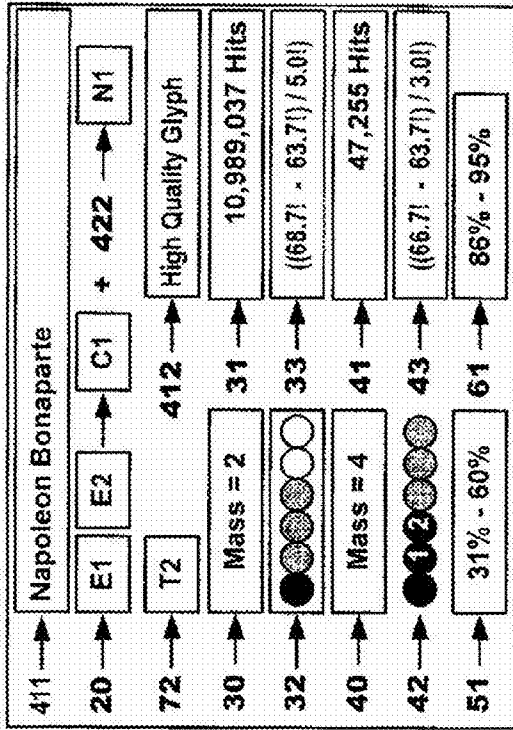 411 Napoleon Bonaparte
20 E1 E2 C1 + 422 N1
72 T2 412 High Quality Glyph
30 Mass = 2 31 10,989,037 Hits
32 33 ((68.7! - 63.7!) / 5.0!)
40 Mass = 4 41 47,255 Hits
42 1 2 43 ((66.7! - 63.7!) / 3.0!)
51 31% - 60% 61 86% - 95%